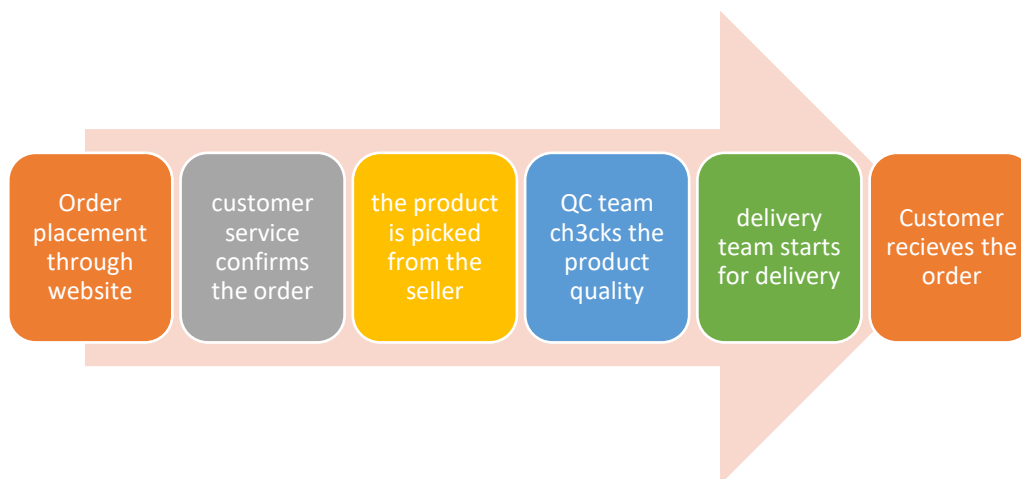 Order
placement
through
website
customer
service
confirms
the order
the product
is picked
from the
seller
QC team
ch3cks the
product
quality
delivery
team starts
for delivery
Customer
recieves the
order